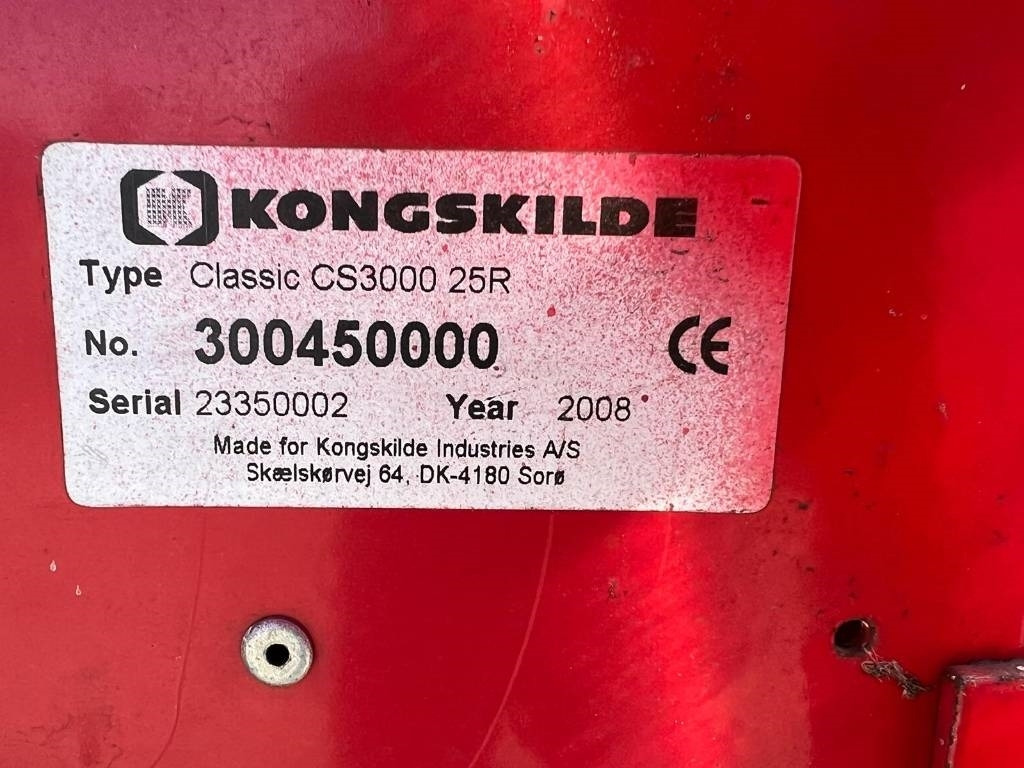 KONGSKILDE
Type Classic CS3000 25R
No. 300450000
CE
Serial 23350002 Year 2008
Made for Kongskilde Industries A/S
Skælskørvej 64, DK-4180 Sorø